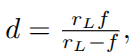 d = \frac{r_L f}{r_L - f},